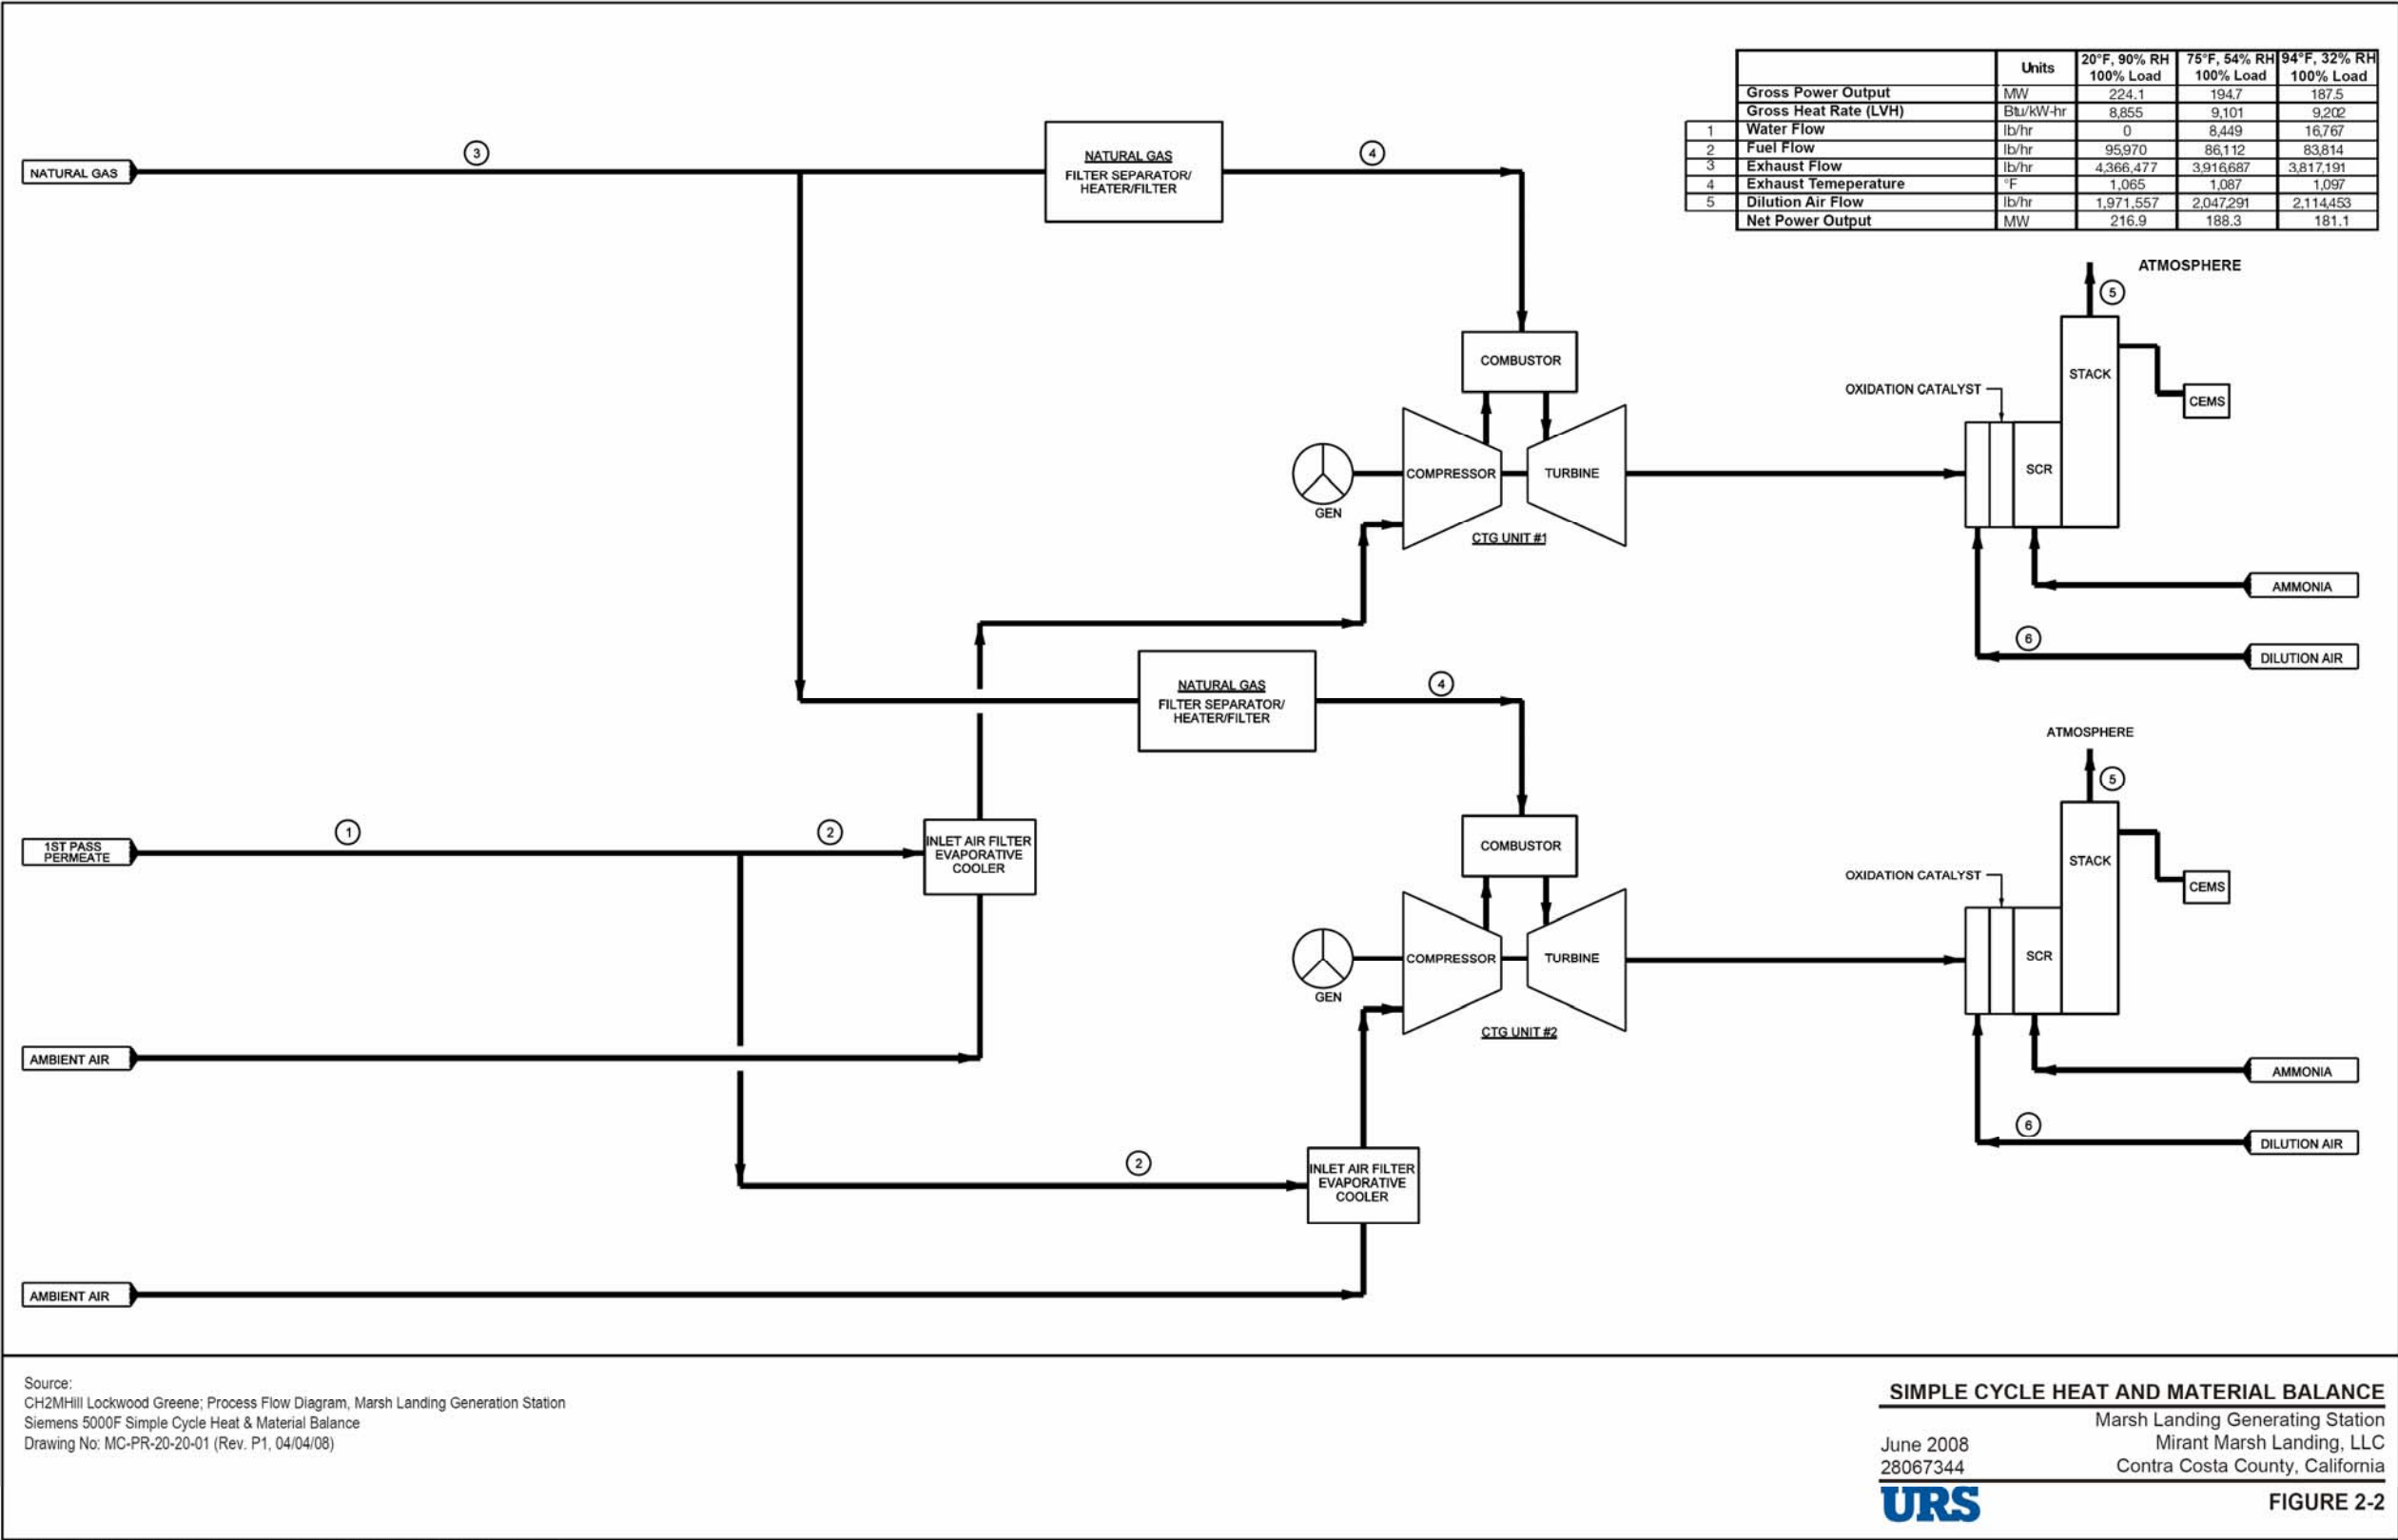 Units 20°F, 90% RH 100% Load 75°F, 54% RH 100% Load 94°F, 32% RH 100% Load
Gross Power Output MW 224.1 194.7 187.5
Gross Heat Rate (LVH) Btu/kW-hr 8,855 9,101 9,202
1 Water Flow lb/hr 0 8,449 16,767
2 Fuel Flow lb/hr 95,970 86,112 83,814
3 Exhaust Flow lb/hr 4,366,477 3,916,687 3,817,191
4 Exhaust Temeperature °F 1,065 1,087 1,097
5 Dilution Air Flow lb/hr 1,971,557 2,047,291 2,114,453
Net Power Output MW 216.9 188.3 181.1
NATURAL GAS
3
NATURAL GAS
FILTER SEPARATOR/
HEATER/FILTER
4
COMBUSTOR
GEN
COMPRESSOR
TURBINE
CTG UNIT #1
ATMOSPHERE
5
STACK
CEMS
OXIDATION CATALYST
SCR
AMMONIA
6
DILUTION AIR
NATURAL GAS
FILTER SEPARATOR/
HEATER/FILTER
4
1ST PASS
PERMEATE
1
2
INLET AIR FILTER
EVAPORATIVE
COOLER
AMBIENT AIR
COMBUSTOR
GEN
COMPRESSOR
TURBINE
CTG UNIT #2
ATMOSPHERE
5
STACK
CEMS
OXIDATION CATALYST
SCR
AMMONIA
6
DILUTION AIR
2
INLET AIR FILTER
EVAPORATIVE
COOLER
AMBIENT AIR
Source:
CH2MHill Lockwood Greene; Process Flow Diagram, Marsh Landing Generation Station
Siemens 5000F Simple Cycle Heat & Material Balance
Drawing No: MC-PR-20-20-01 (Rev. P1, 04/04/08)
SIMPLE CYCLE HEAT AND MATERIAL BALANCE
Marsh Landing Generating Station
June 2008 Mirant Marsh Landing, LLC
28067344 Contra Costa County, California
URS FIGURE 2-2